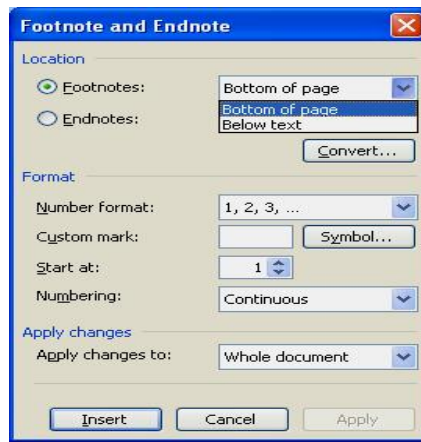 Footnote and Endnote
Location
Footnotes: Bottom of page
Bottom of page
Endnotes:
Below text
Convert...
Format
Number format: 1, 2, 3, ...
Custom mark: Symbol...
Start at: 1
Numbering: Continuous
Apply changes
Apply changes to: Whole document
Insert Cancel Apply